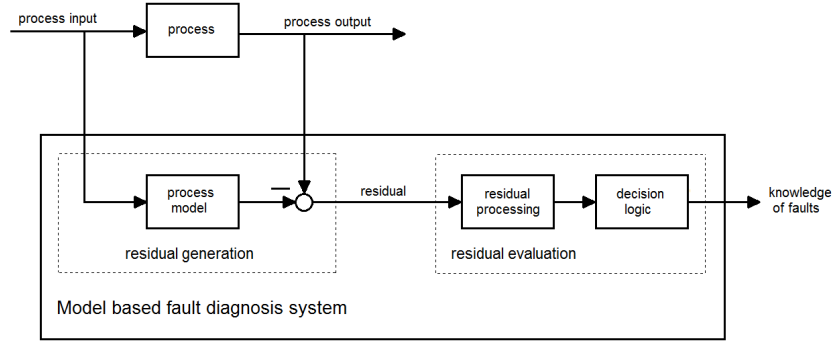 process input
process
process output
process
model
—
residual
residual
processing
decision
logic
knowledge
of faults
residual generation
residual evaluation
Model based fault diagnosis system